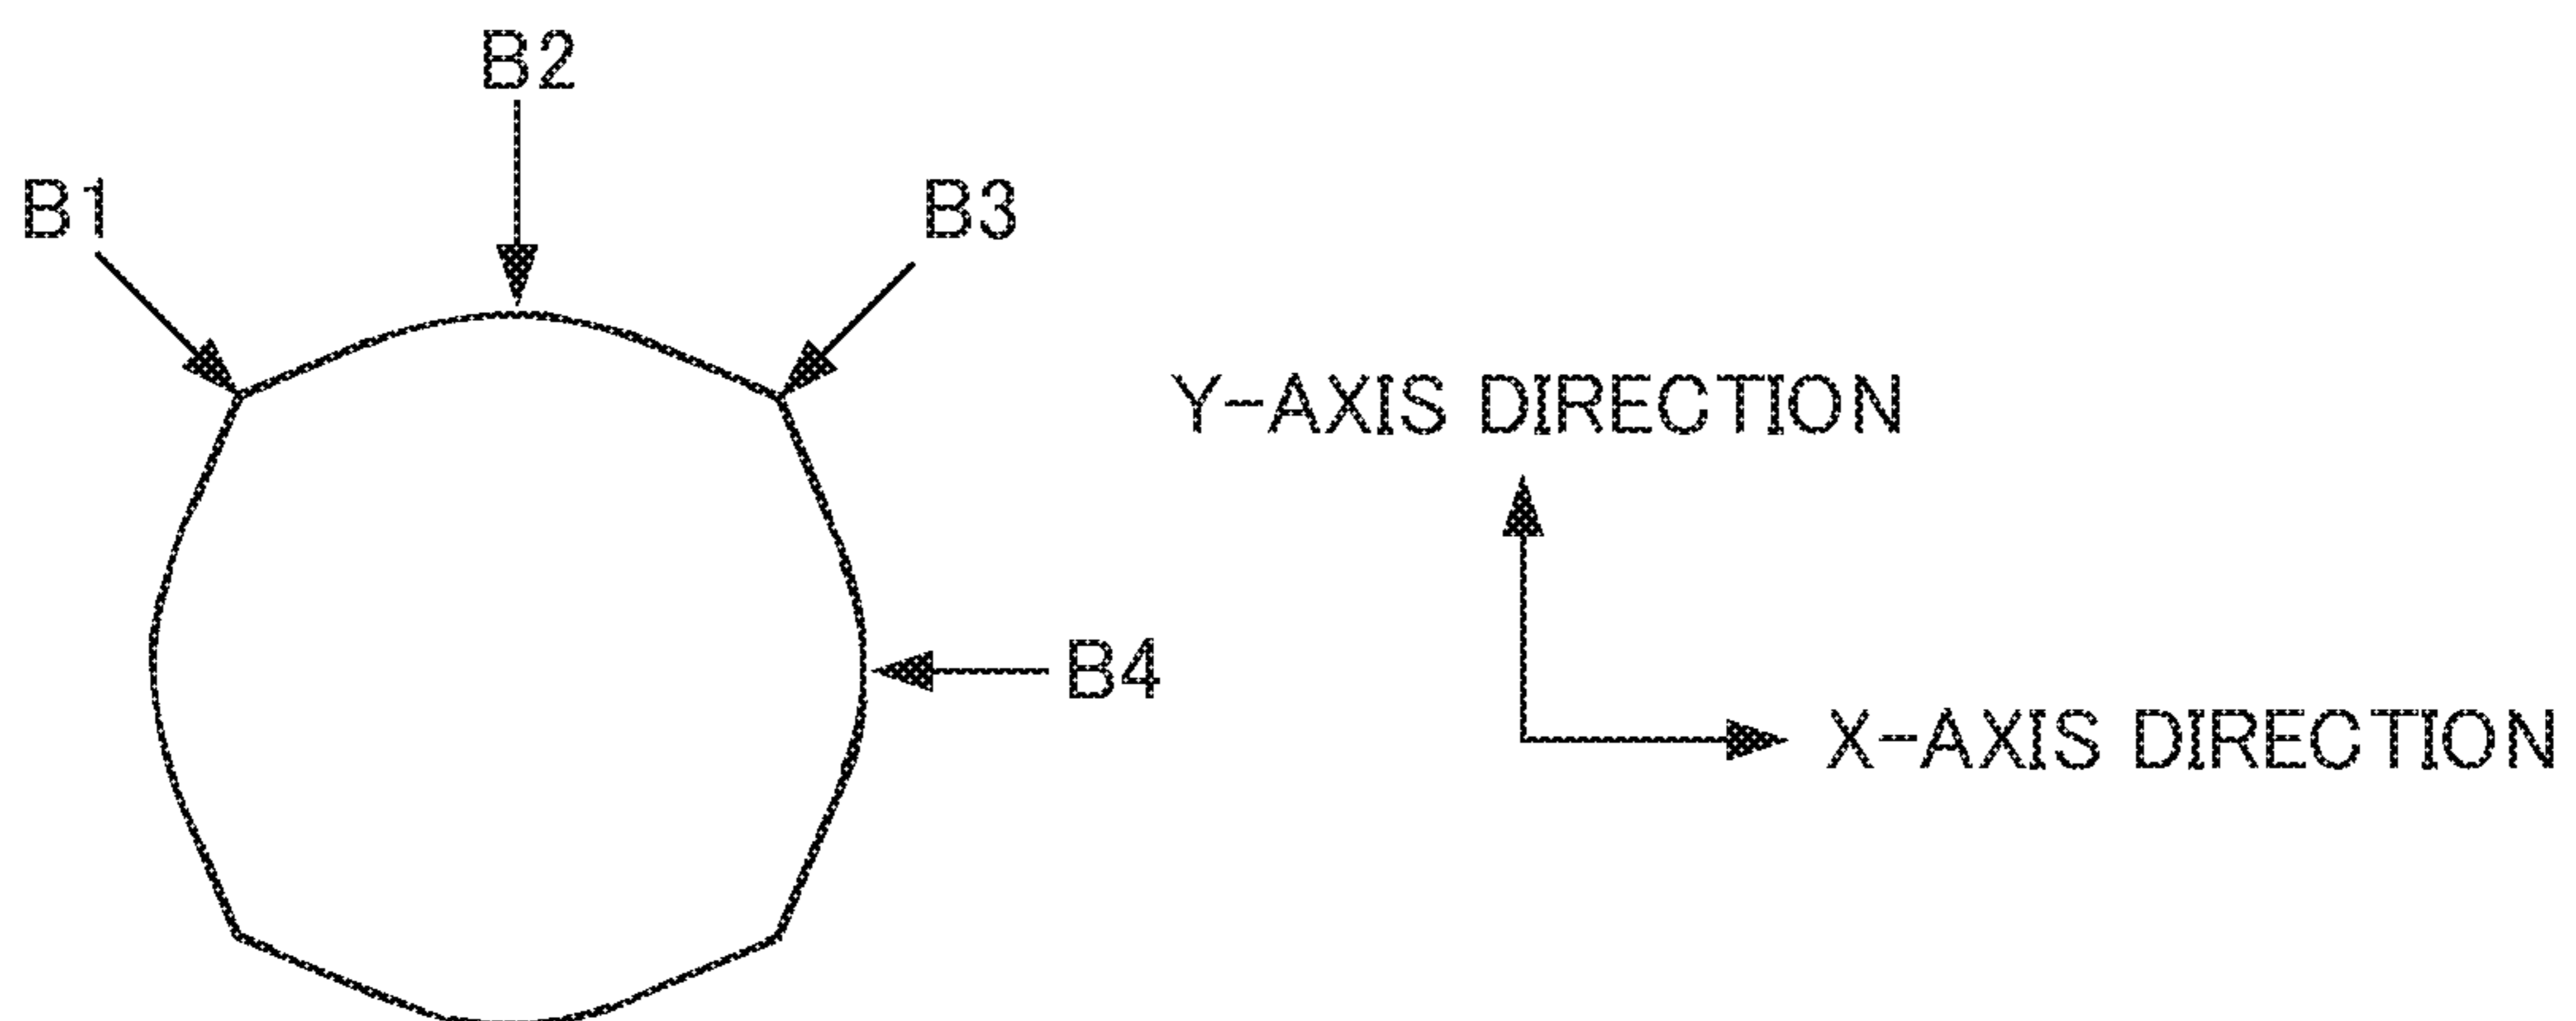 B2
B1
B3
Y-AXIS DIRECTION
B4
X-AXIS DIRECTION